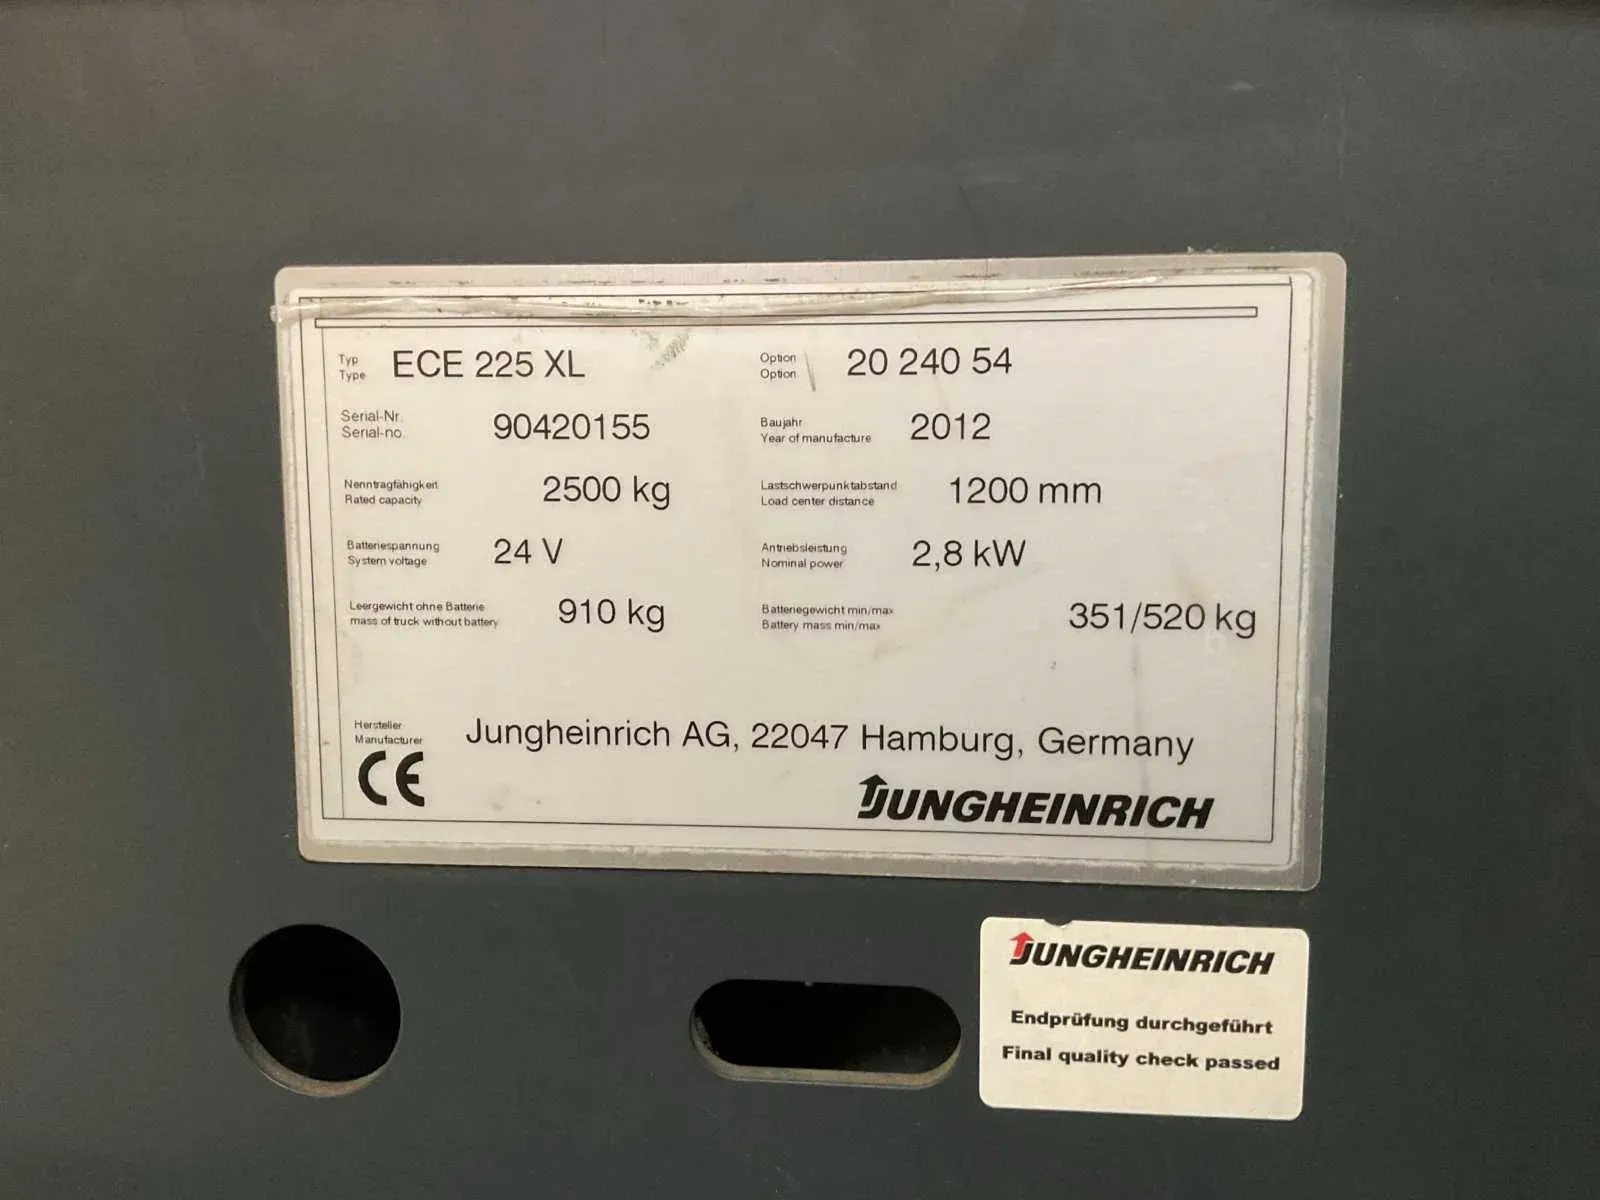 Typ ECE 225 XL Option 20 240 54
Type Option
Serial-Nr. 90420155 Baujahr 2012
Serial-no. Year of manufacture
Nenntragfähigkeit 2500 kg Lastschwerpunktabstand 1200 mm
Rated capacity Load center distance
Batteriespannung 24 V Antriebsleistung 2,8 kW
System voltage Nominal power
Leergewicht ohne Batterie 910 kg Batteriegewicht min/max 351/520 kg
mass of truck without battery Battery mass min/max
Hersteller Jungheinrich AG, 22047 Hamburg, Germany
Manufacturer
CE JUNGHEINRICH
JUNGHEINRICH
Endprüfung durchgeführt
Final quality check passed